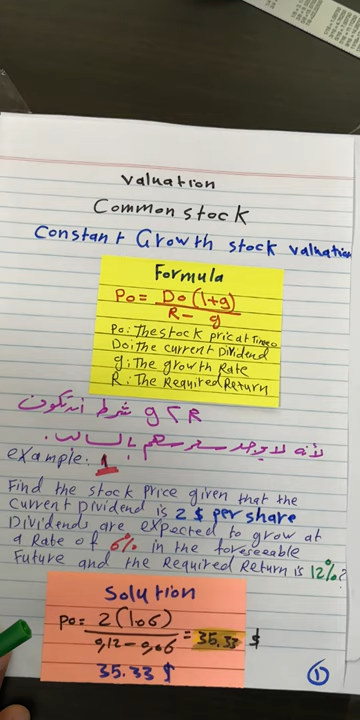 Valuation
Common stock
Constant Growth stock valuation
Formula
Po = Do(1+g)
R - g
Po: The stock pric at Time o
Do: the current Dividend
g: The growth Rate
R: The Required Return
شرط ان تكون g < R
لأنه لا يوجد سعر سهم بالسالب.
example: 1
Find the stock price given that the
Current Dividend is 2 $ per share
Dividends are expected to grow at
a Rate of 6% in the foreseeable
Future and the Required Return is 12%?
Solution
Po = 2(1.06)
0,12 - 0,06
= 35.33 $
35.33 $
1